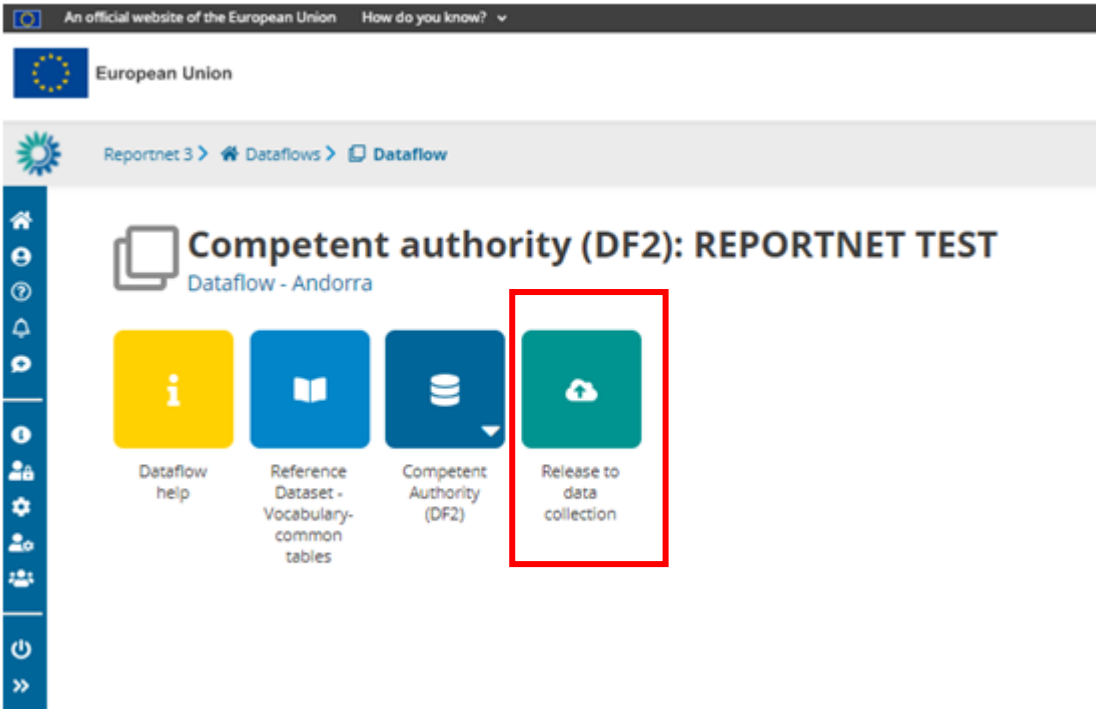 An official website of the European Union How do you know?
European Union
Reportnet 3 Dataflows Dataflow
Competent authority (DF2): REPORTNET TEST
Dataflow - Andorra
Dataflow
help
Reference
Dataset -
Vocabulary-
common
tables
Competent
Authority
(DF2)
Release to
data
collection